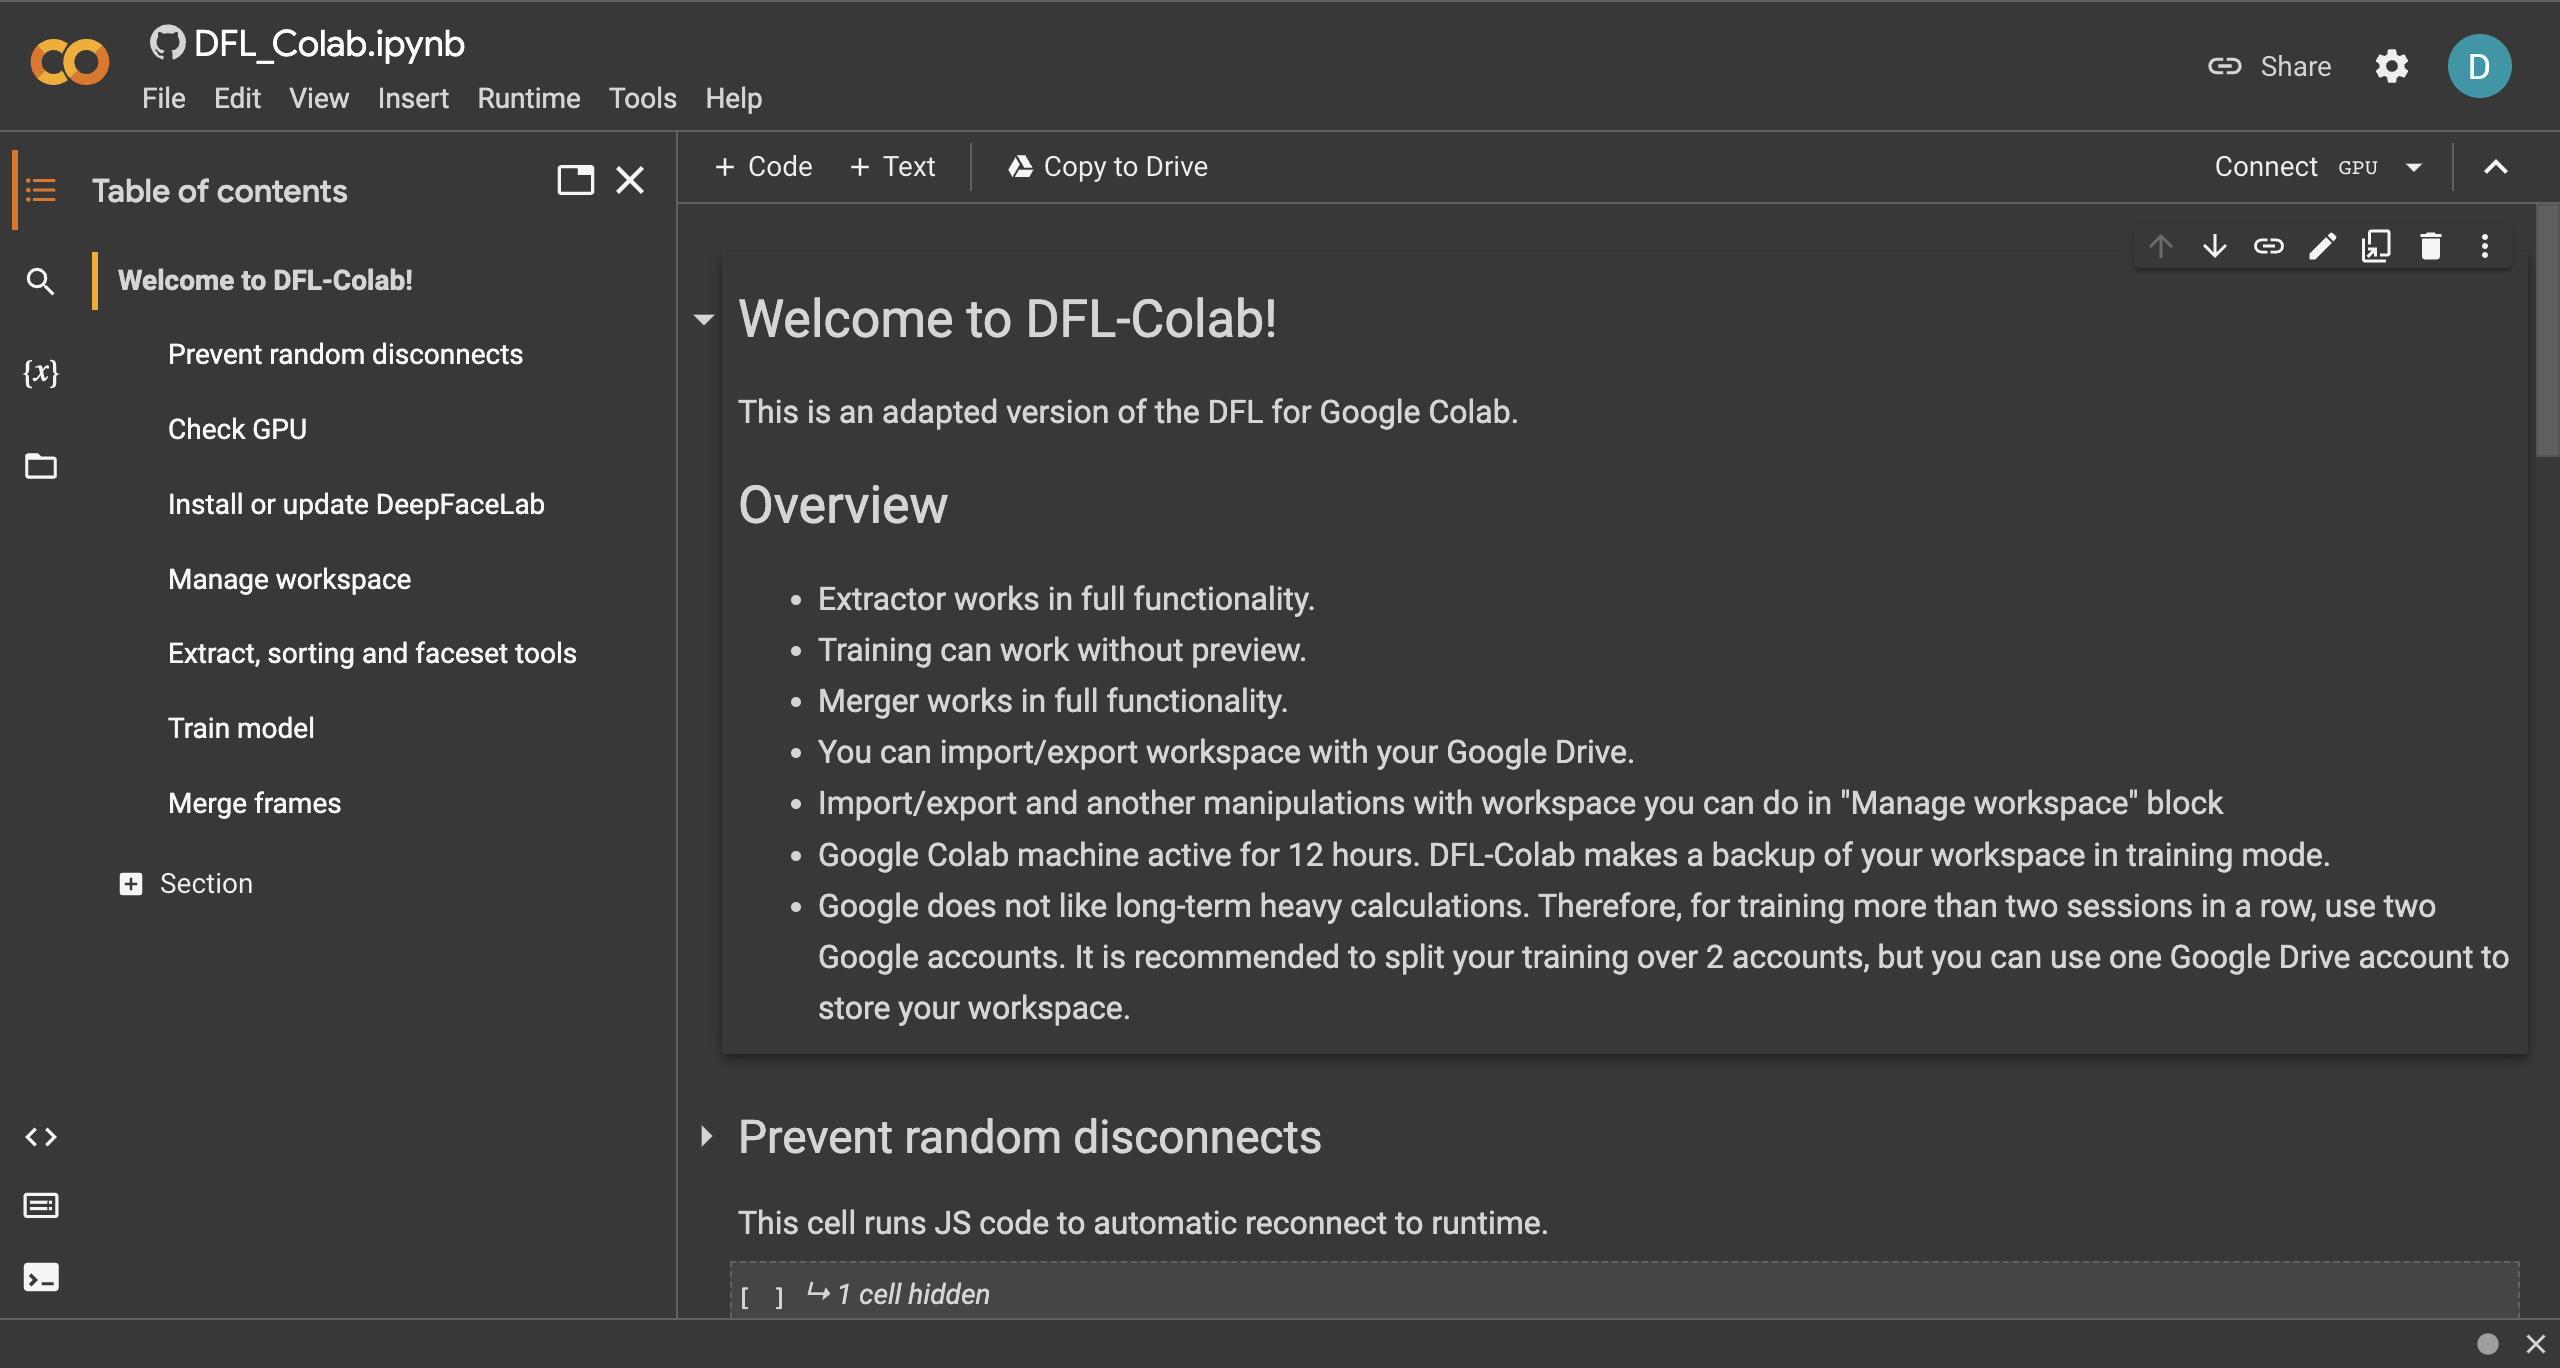 DFL_Colab.ipynb
File Edit View Insert Runtime Tools Help
Share
D
Table of contents
+ Code + Text Copy to Drive
Connect GPU
Welcome to DFL-Colab!
Prevent random disconnects
Check GPU
Install or update DeepFaceLab
Manage workspace
Extract, sorting and faceset tools
Train model
Merge frames
Section
{x}
Welcome to DFL-Colab!
This is an adapted version of the DFL for Google Colab.
Overview
• Extractor works in full functionality.
• Training can work without preview.
• Merger works in full functionality.
• You can import/export workspace with your Google Drive.
• Import/export and another manipulations with workspace you can do in "Manage workspace" block
• Google Colab machine active for 12 hours. DFL-Colab makes a backup of your workspace in training mode.
• Google does not like long-term heavy calculations. Therefore, for training more than two sessions in a row, use two
Google accounts. It is recommended to split your training over 2 accounts, but you can use one Google Drive account to
store your workspace.
Prevent random disconnects
This cell runs JS code to automatic reconnect to runtime.
[ ] ↳ 1 cell hidden